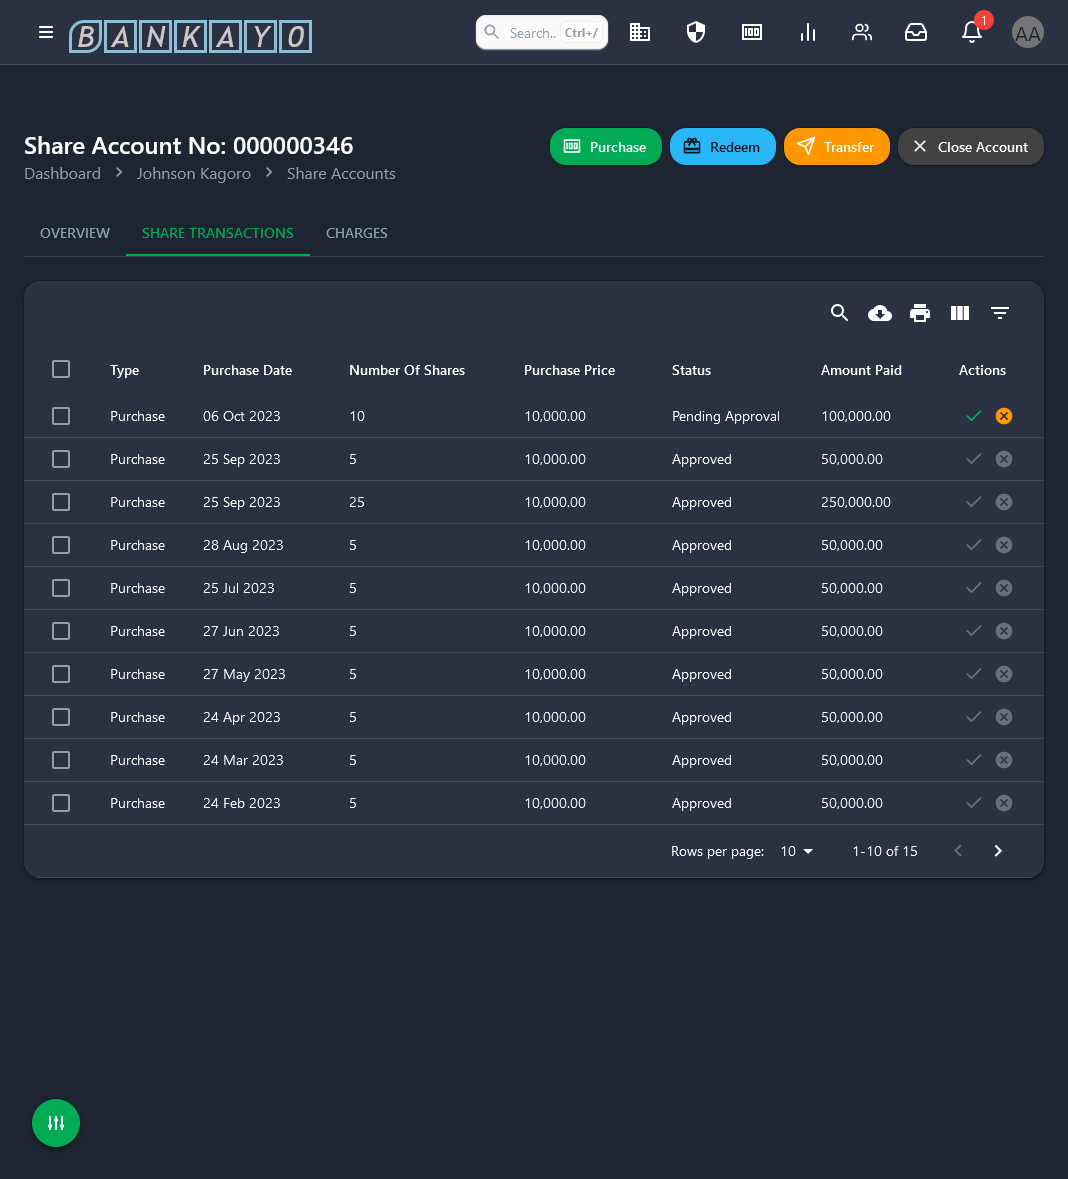 BANKAYO Search.. Ctrl+/ 1 AA
Share Account No: 000000346 Purchase Redeem Transfer Close Account
Dashboard Johnson Kagoro Share Accounts
OVERVIEW SHARE TRANSACTIONS CHARGES
Type Purchase Date Number Of Shares Purchase Price Status Amount Paid Actions
Purchase 06 Oct 2023 10 10,000.00 Pending Approval 100,000.00
Purchase 25 Sep 2023 5 10,000.00 Approved 50,000.00
Purchase 25 Sep 2023 25 10,000.00 Approved 250,000.00
Purchase 28 Aug 2023 5 10,000.00 Approved 50,000.00
Purchase 25 Jul 2023 5 10,000.00 Approved 50,000.00
Purchase 27 Jun 2023 5 10,000.00 Approved 50,000.00
Purchase 27 May 2023 5 10,000.00 Approved 50,000.00
Purchase 24 Apr 2023 5 10,000.00 Approved 50,000.00
Purchase 24 Mar 2023 5 10,000.00 Approved 50,000.00
Purchase 24 Feb 2023 5 10,000.00 Approved 50,000.00
Rows per page: 10 1-10 of 15